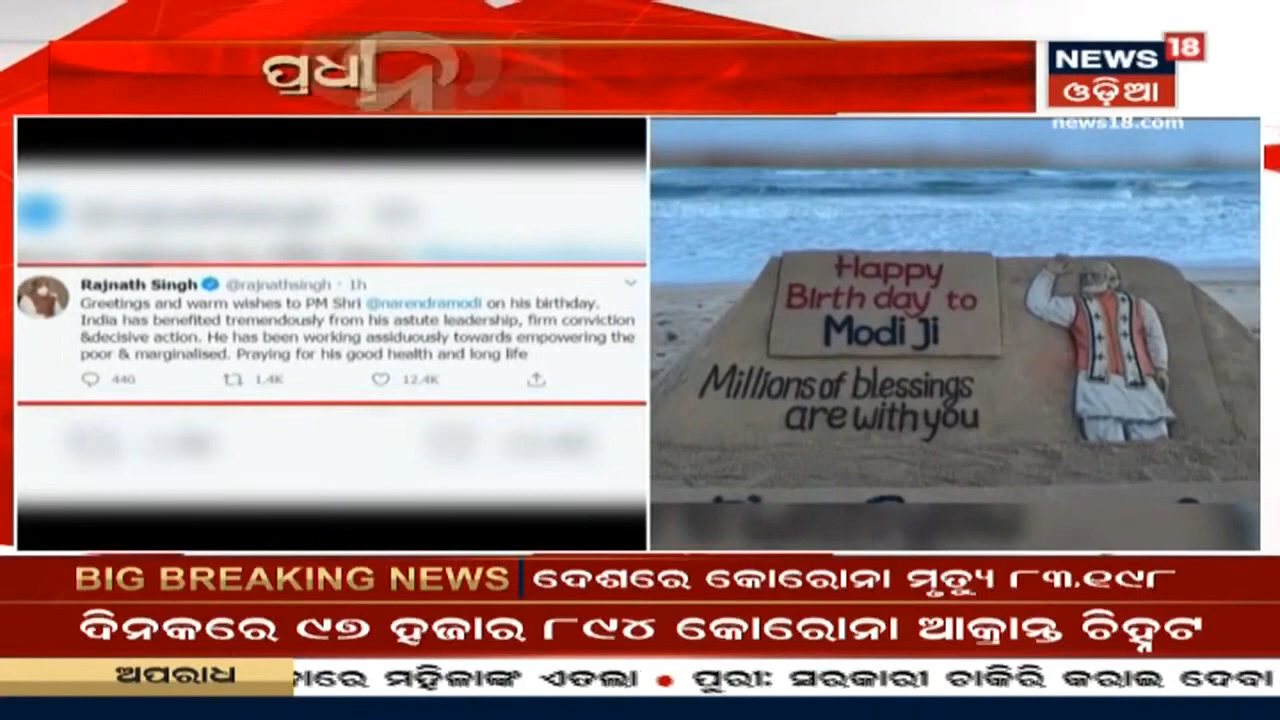 ପ୍ରଧାନ
NEWS 18
ଓଡ଼ିଆ
news18.com
Rajnath Singh @rajnathsingh · 1h
Greetings and warm wishes to PM Shri @narendramodi on his birthday.
India has benefited tremendously from his astute leadership, firm conviction
&decisive action. He has been working assiduously towards empowering the
poor & marginalised. Praying for his good health and long life
440 1.4K 12.4K
Happy
Birth day to
Modi Ji
Millions of blessings
are with you
BIG BREAKING NEWS ଦେଶରେ କୋରୋନା ମୃତ୍ୟୁ ୮୩,୧୯୮
ଦିନକରେ ୯୭ ହଜାର ୮୯୪ କୋରୋନା ଆକ୍ରାନ୍ତ ଚିହ୍ନଟ
ଅପରାଧ ମହିଳାଙ୍କ ଏତଲା • ପୁରୀ: ସରକାରୀ ଚାକିରି କରାଇ ଦେବା